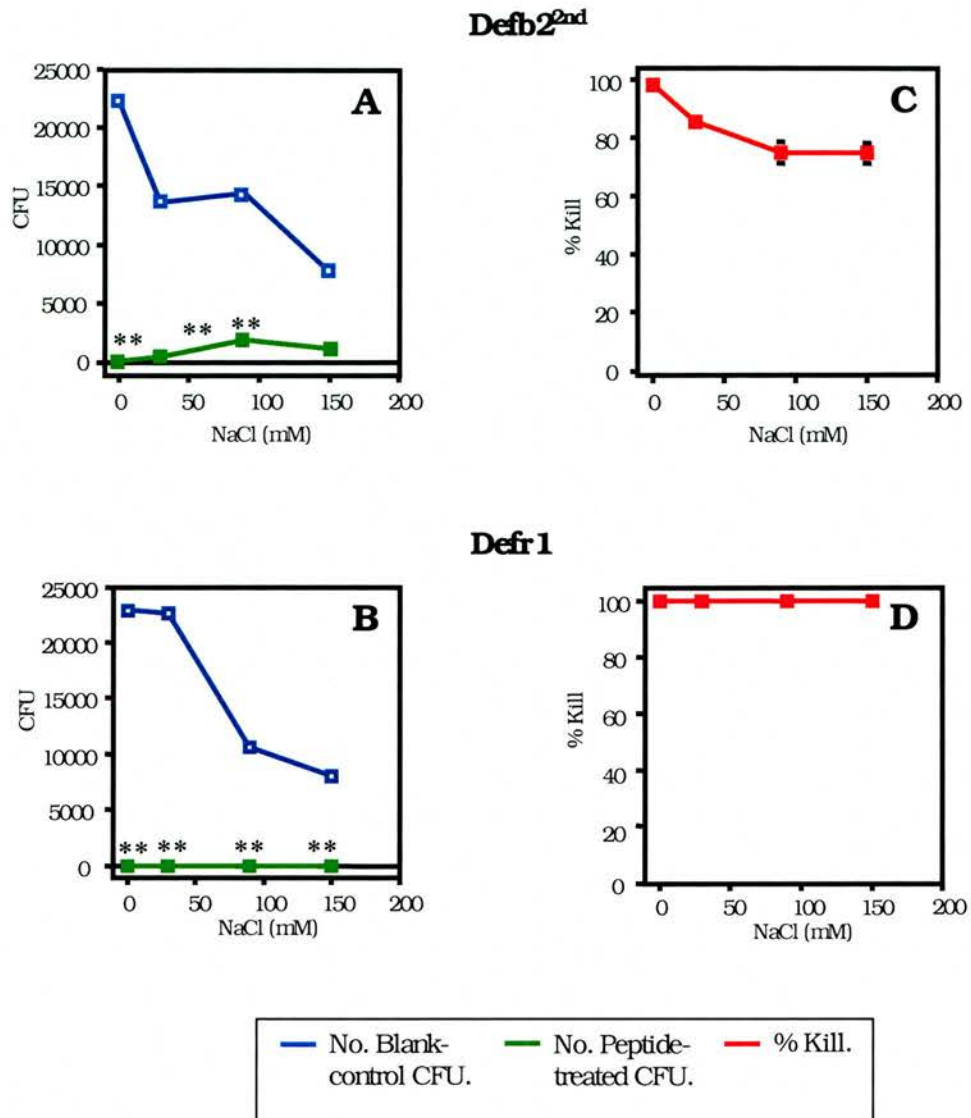 Defb2²ⁿᵈ
A
25000
20000
15000
10000
5000
0
CFU
** ** **
0 50 100 150 200
NaCl (mM)
C
100
80
60
40
20
0
% Kill
0 50 100 150 200
NaCl (mM)
Defr1
B
25000
20000
15000
10000
5000
0
CFU
** ** ** **
0 50 100 150 200
NaCl (mM)
D
100
80
60
40
20
0
% Kill
0 50 100 150 200
NaCl (mM)
No. Blank-
control CFU.
No. Peptide-
treated CFU.
% Kill.